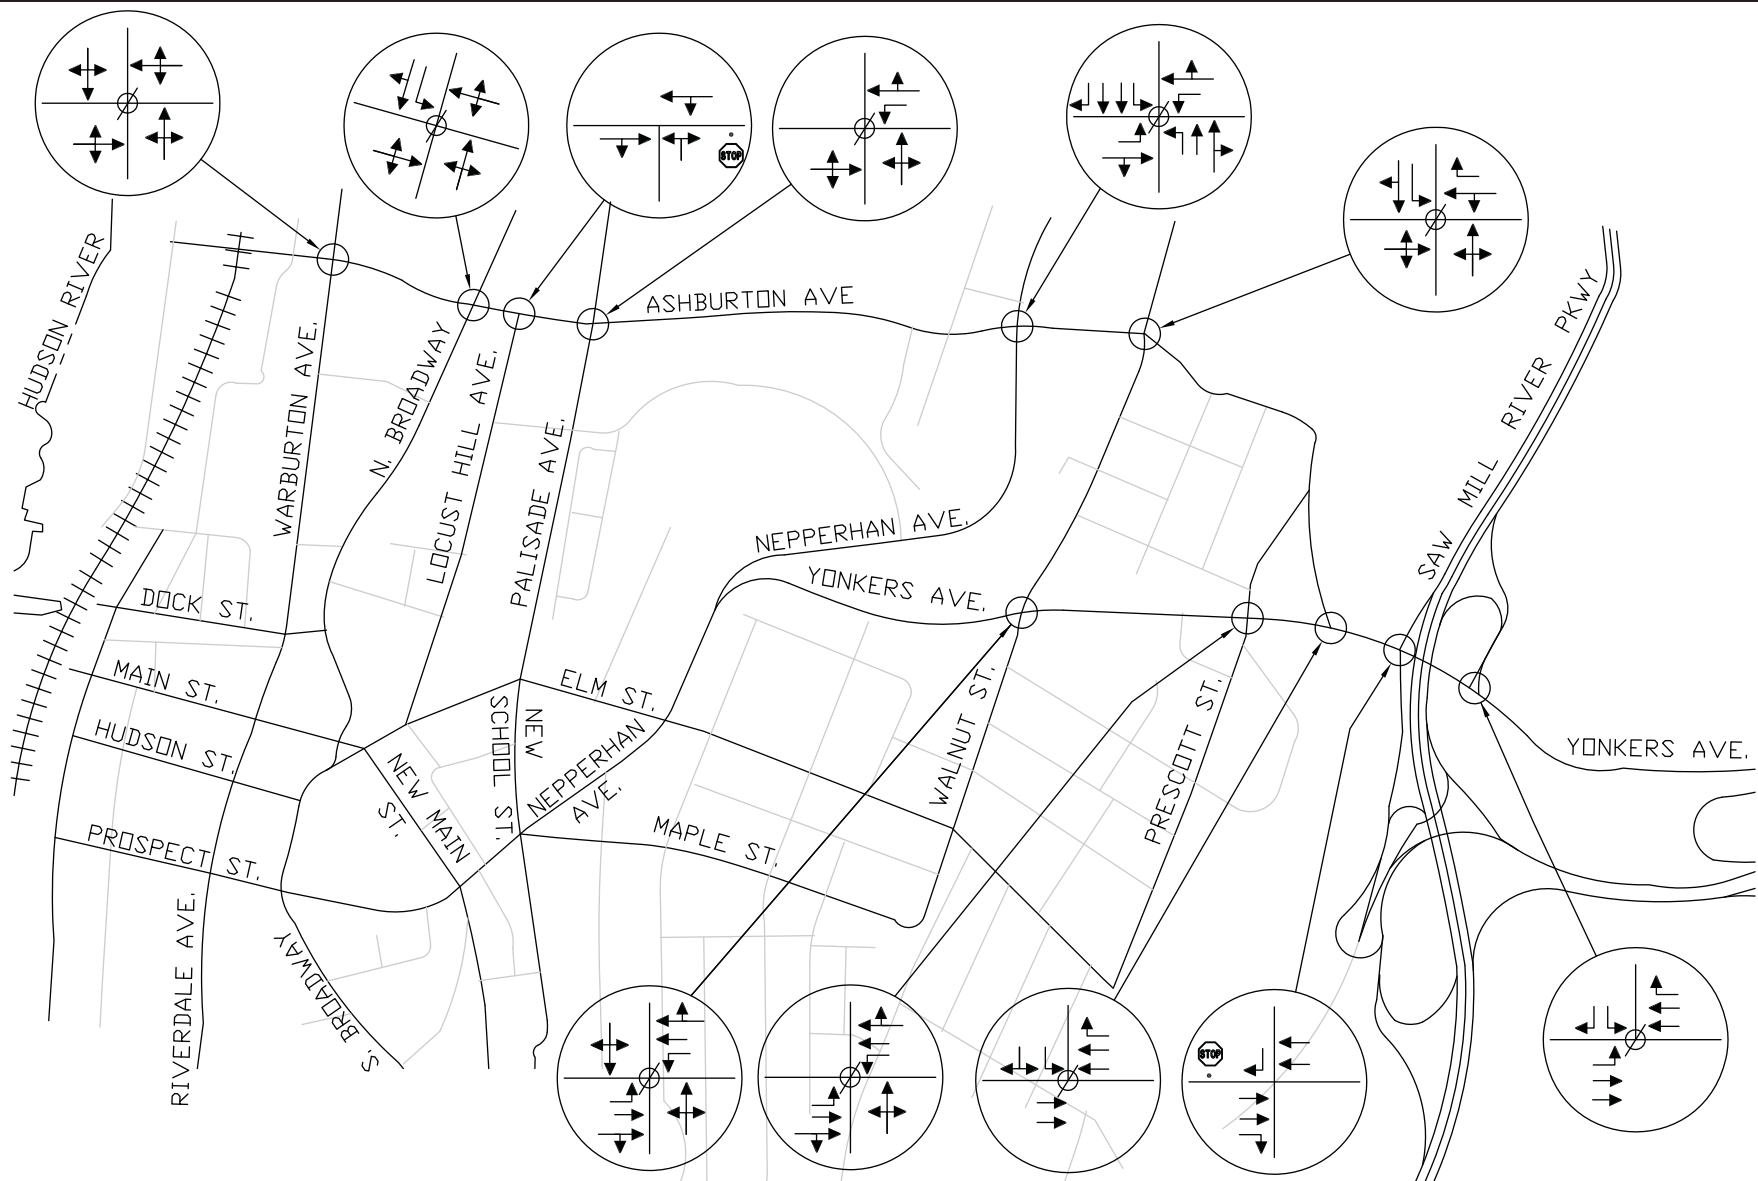 STOP
HUDSON RIVER
ASHBURTON AVE
SAW MILL RIVER PKWY
WARBURTON AVE.
N. BROADWAY
LOCUST HILL AVE.
PALISADE AVE.
NEPPERHAN AVE.
YONKERS AVE.
DOCK ST.
MAIN ST.
ELM ST.
HUDSON ST.
NEW MAIN
ST.
NEW
SCHOOL ST.
NEPPERHAN
AVE.
WALNUT ST.
PRESCOTT ST.
YONKERS AVE.
PROSPECT ST.
MAPLE ST.
RIVERDALE AVE.
S. BROADWAY
STOP